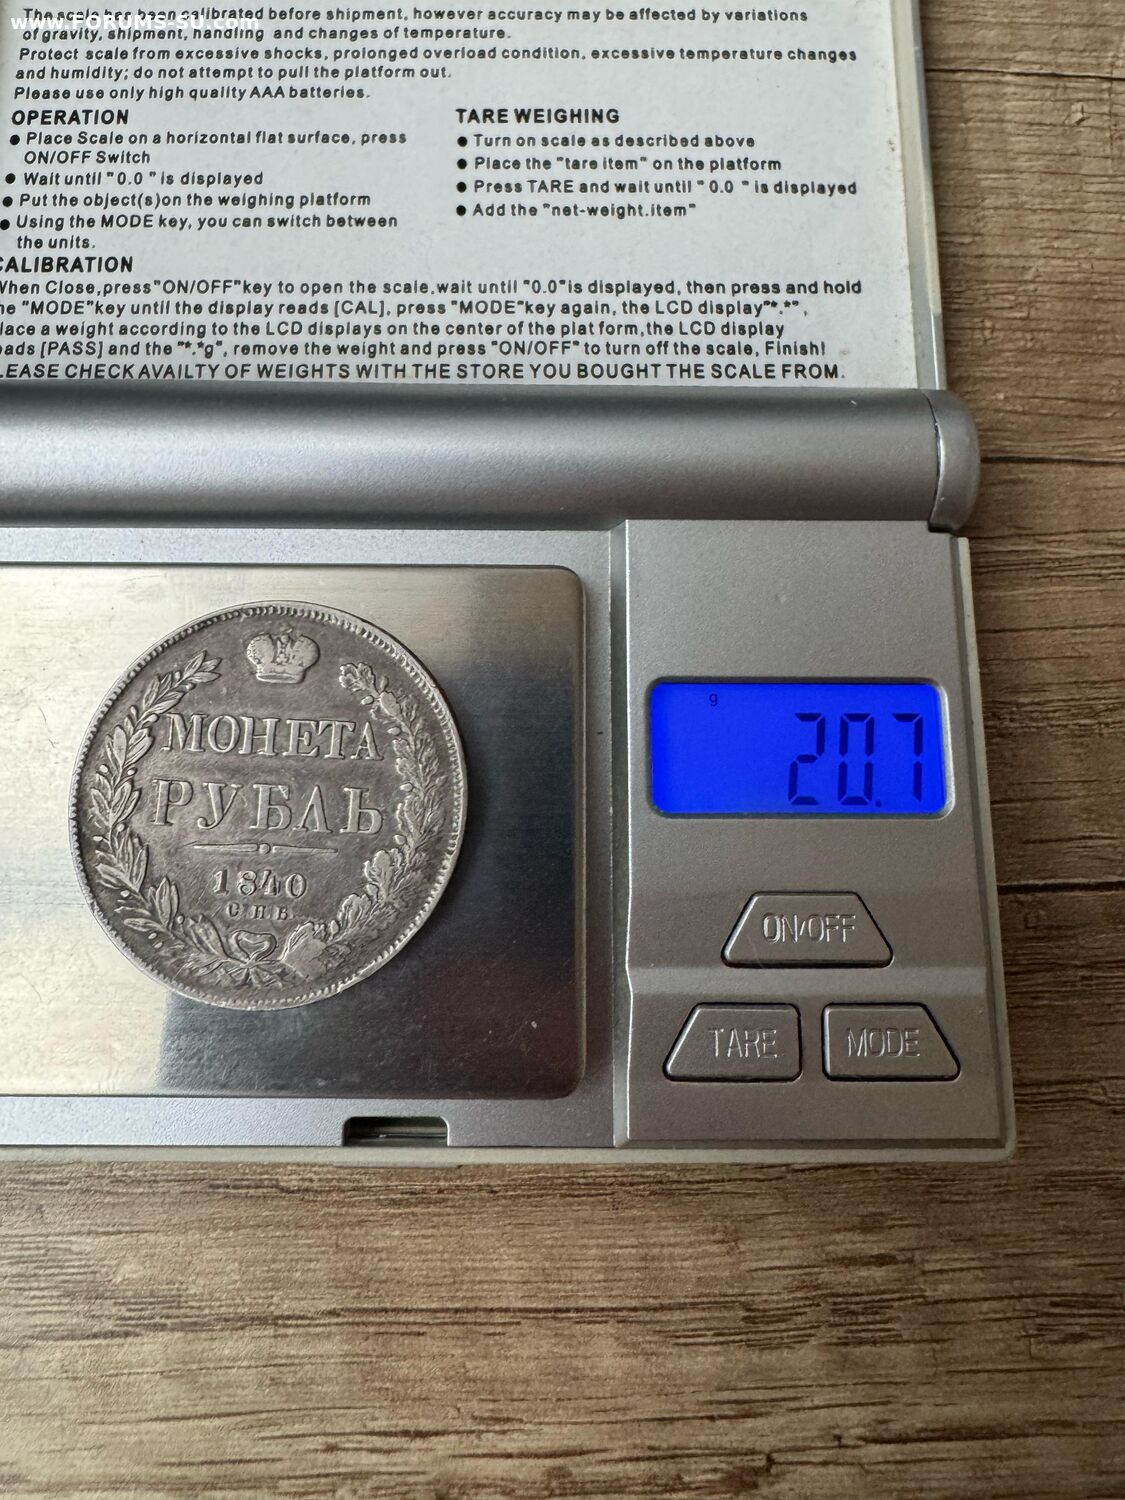 www.FORUMS-SU.com
The scale has been calibrated before shipment, however accuracy may be affected by variations
of gravity, shipment, handling and changes of temperature.
Protect scale from excessive shocks, prolonged overload condition, excessive temperature changes
and humidity; do not attempt to pull the platform out.
Please use only high quality AAA batteries.
OPERATION
● Place Scale on a horizontal flat surface, press
ON/OFF Switch
● Wait until "0.0 " is displayed
● Put the object(s)on the weighing platform
● Using the MODE key, you can switch between
the units.
TARE WEIGHING
● Turn on scale as described above
● Place the "tare item" on the platform
● Press TARE and wait until " 0.0 " is displayed
● Add the "net-weight.item"
CALIBRATION
When Close,press"ON/OFF"key to open the scale,wait until "0.0"is displayed, then press and hold
he "MODE"key until the display reads [CAL], press "MODE"key again, the LCD display"*.*",
lace a weight according to the LCD displays on the center of the plat form,the LCD display
eads [PASS] and the "*.*g", remove the weight and press "ON/OFF" to turn off the scale, Finish!
LEASE CHECK AVAILTY OF WEIGHTS WITH THE STORE YOU BOUGHT THE SCALE FROM.
g
20.7
МОНЕТА
РУБЛЬ
1840
С.П.Б.
ON/OFF
TARE
MODE